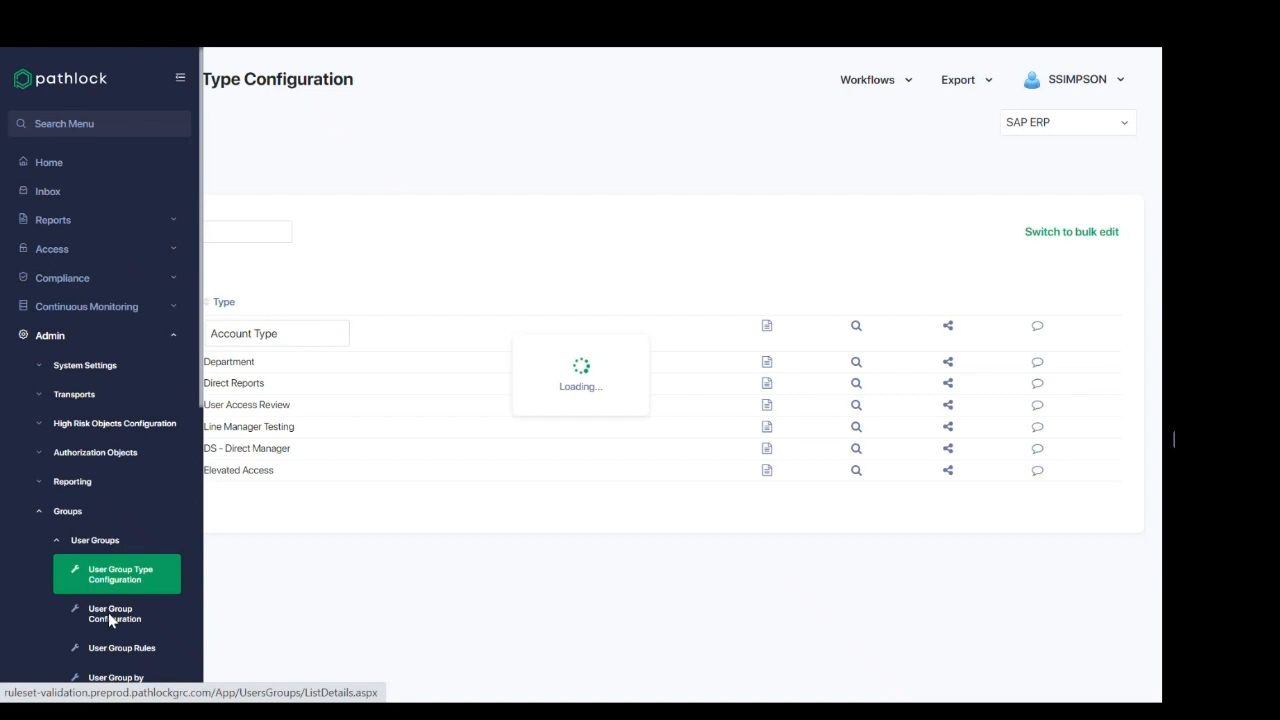 pathlock
Type Configuration
Workflows
Export
SSIMPSON
Search Menu
SAP ERP
Home
Inbox
Reports
Access
Compliance
Continuous Monitoring
Admin
System Settings
Transports
High Risk Objects Configuration
Authorization Objects
Reporting
Groups
User Groups
User Group Type
Configuration
User Group
Configuration
User Group Rules
User Group by
Switch to bulk edit
Type
Account Type
Department
Direct Reports
User Access Review
Line Manager Testing
DS - Direct Manager
Elevated Access
Loading...
ruleset-validation.preprod.pathlockgrc.com/App/UsersGroups/ListDetails.aspx